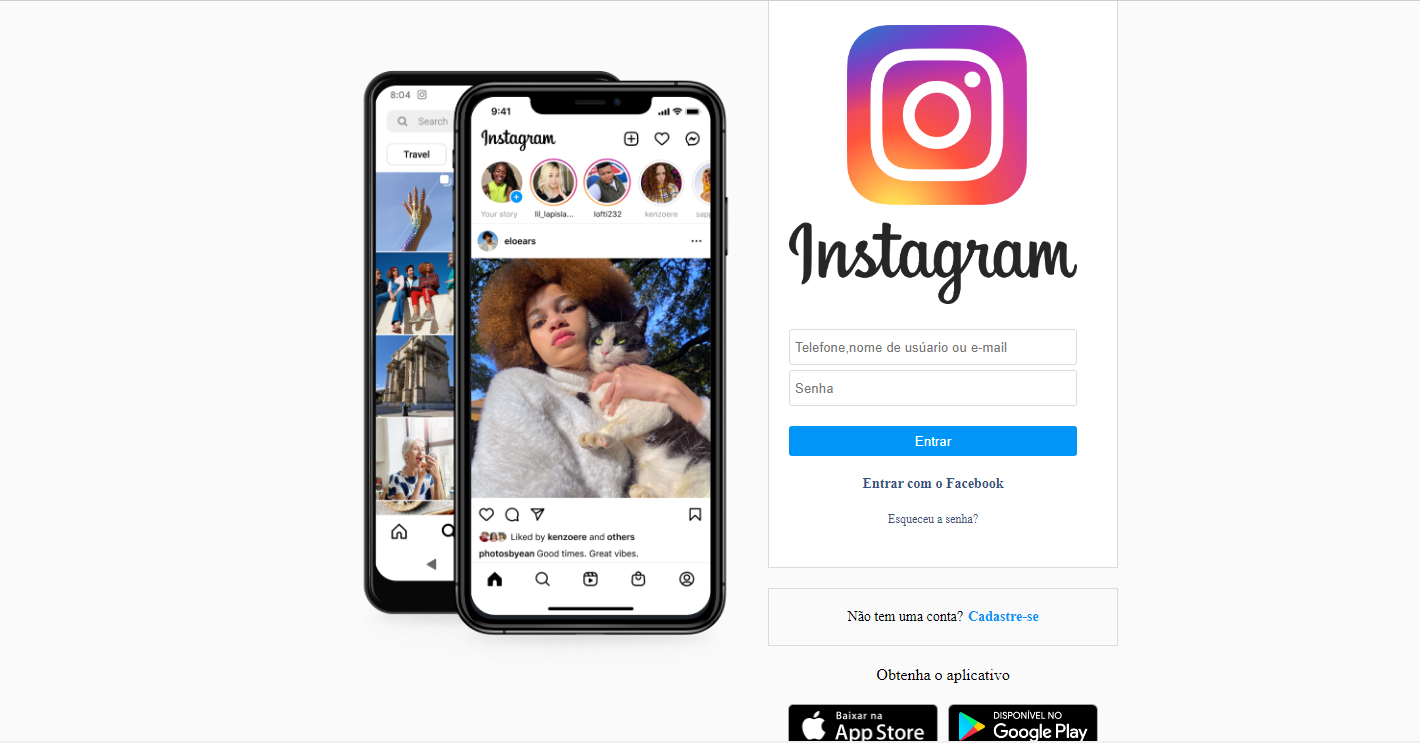 8:04
Search
Travel
9:41
Instagram
Your story
lil_lapisla...
lofti232
kenzoere
sap
eloears
Liked by kenzoere and others
photosbyean Good times. Great vibes.
Instagram
Telefone,nome de usúario ou e-mail
Senha
Entrar
Entrar com o Facebook
Esqueceu a senha?
Não tem uma conta? Cadastre-se
Obtenha o aplicativo
Baixar na
App Store
DISPONÍVEL NO
Google Play